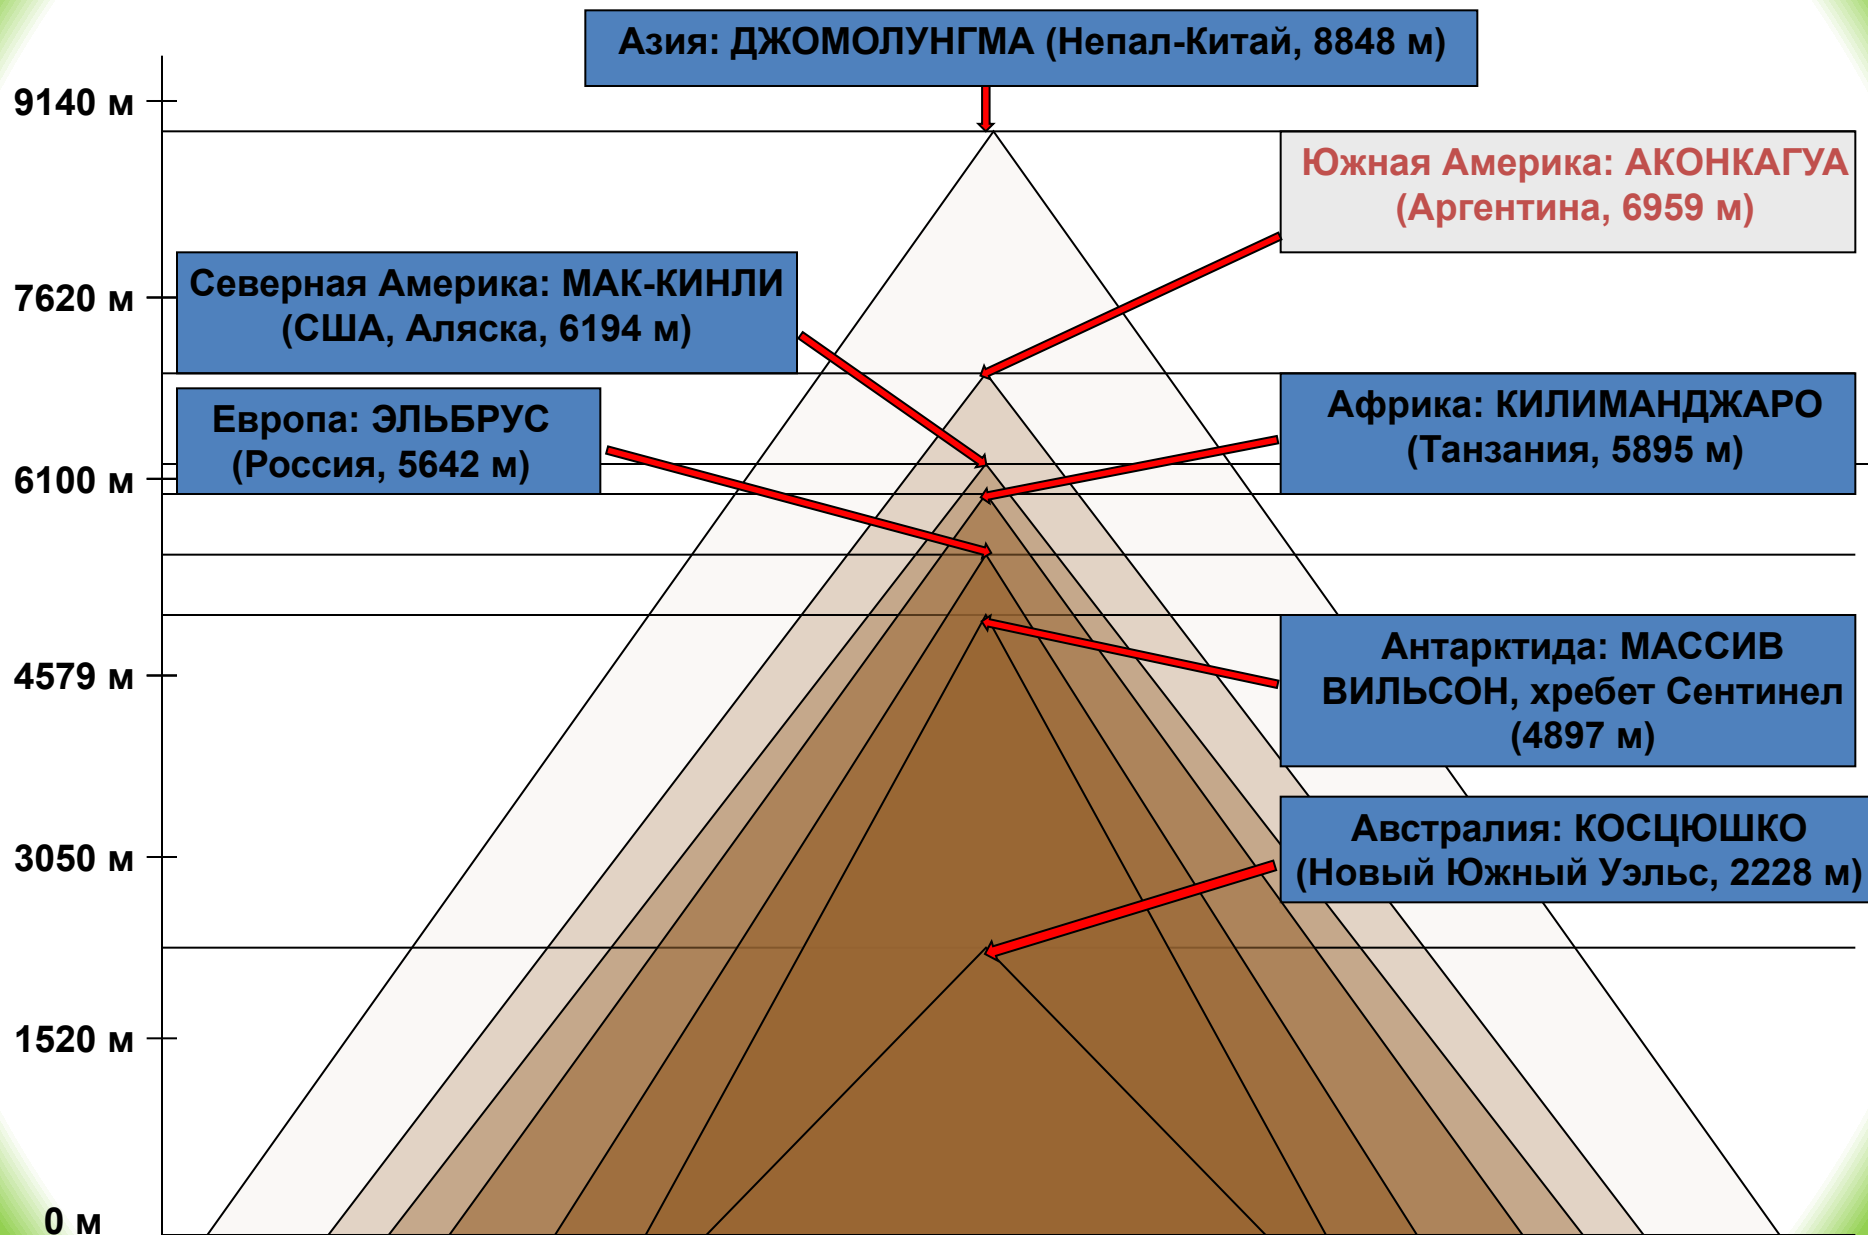 Азия: ДЖОМОЛУНГМА (Непал-Китай, 8848 м)
9140 м
Южная Америка: АКОНКАГУА
(Аргентина, 6959 м)
Северная Америка: МАК-КИНЛИ
(США, Аляска, 6194 м)
7620 м
Европа: ЭЛЬБРУС
(Россия, 5642 м)
Африка: КИЛИМАНДЖАРО
(Танзания, 5895 м)
6100 м
Антарктида: МАССИВ
ВИЛЬСОН, хребет Сентинел
(4897 м)
4579 м
Австралия: КОСЦЮШКО
(Новый Южный Уэльс, 2228 м)
3050 м
1520 м
0 м